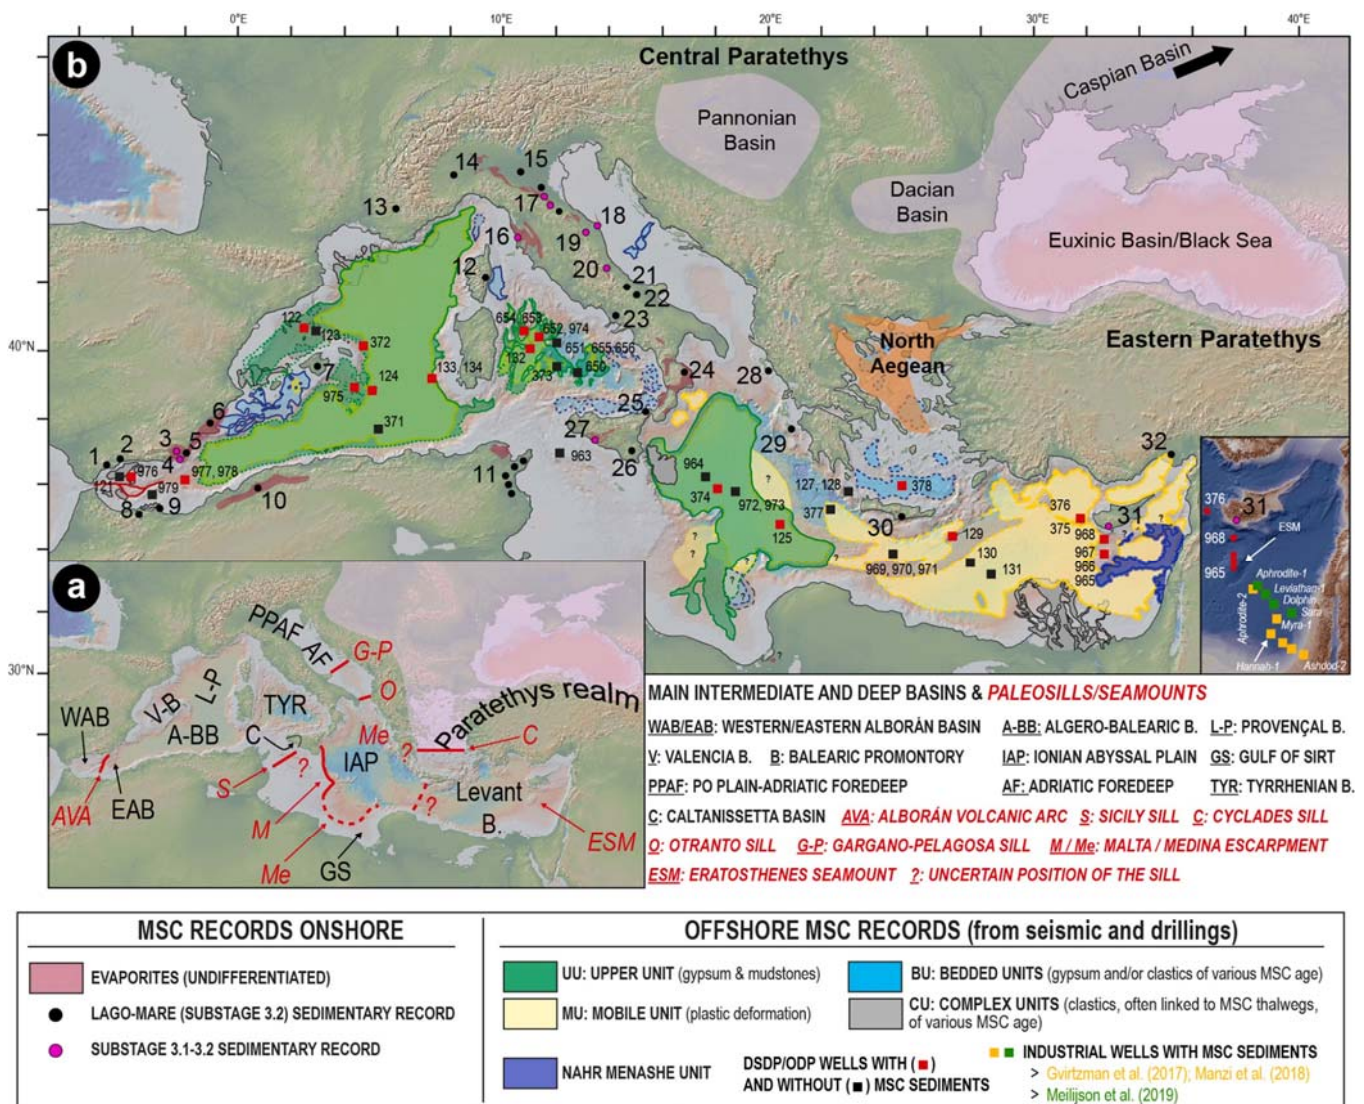 0°E
10°E
20°E
30°E
40°E
b
Central Paratethys
Caspian Basin
Pannonian
Basin
Dacian
Basin
Euxinic Basin/Black Sea
Eastern Paratethys
North
Aegean
40°N
30°N
14
15
13
17
18
16
19
20
12
21
22
23
122
123
372
7
975
124
133, 134
371
654, 653
652, 974
132
651, 655,656
373
650
24
28
25
6
27
963
26
29
1
2
3
5
4
976
977, 978
121
979
8
9
10
11
964
374
972, 973
125
127, 128
378
377
30
129
969, 970, 971
130
131
376
375
31
968
967
966
965
32
?
?
?
?
?
?
?
?
376
31
ESM
968
965
Aphrodite-1
Leviathan-1
Dolphin
Sara
Aphrodite-2
Myra-1
Hannah-1
Ashdod-2
a
PPAF
AF
G-P
O
L-P
V-B
TYR
WAB
A-BB
C
Me
?
Paratethys realm
C
IAP
S
?
M
AVA
EAB
Levant
B.
?
ESM
Me
GS
MAIN INTERMEDIATE AND DEEP BASINS & PALEOSILLS/SEAMOUNTS
WAB/EAB: WESTERN/EASTERN ALBORÁN BASIN A-BB: ALGERO-BALEARIC B. L-P: PROVENÇAL B.
V: VALENCIA B. B: BALEARIC PROMONTORY IAP: IONIAN ABYSSAL PLAIN GS: GULF OF SIRT
PPAF: PO PLAIN-ADRIATIC FOREDEEP AF: ADRIATIC FOREDEEP TYR: TYRRHENIAN B.
C: CALTANISSETTA BASIN AVA: ALBORÁN VOLCANIC ARC S: SICILY SILL C: CYCLADES SILL
O: OTRANTO SILL G-P: GARGANO-PELAGOSA SILL M / Me: MALTA / MEDINA ESCARPMENT
ESM: ERATOSTHENES SEAMOUNT ?: UNCERTAIN POSITION OF THE SILL
MSC RECORDS ONSHORE
EVAPORITES (UNDIFFERENTIATED)
LAGO-MARE (SUBSTAGE 3.2) SEDIMENTARY RECORD
SUBSTAGE 3.1-3.2 SEDIMENTARY RECORD
OFFSHORE MSC RECORDS (from seismic and drillings)
UU: UPPER UNIT (gypsum & mudstones)
BU: BEDDED UNITS (gypsum and/or clastics of various MSC age)
MU: MOBILE UNIT (plastic deformation)
CU: COMPLEX UNITS (clastics, often linked to MSC thalwegs,
of various MSC age)
NAHR MENASHE UNIT
DSDP/ODP WELLS WITH ( )
AND WITHOUT ( ) MSC SEDIMENTS
INDUSTRIAL WELLS WITH MSC SEDIMENTS
> Gvirtzman et al. (2017); Manzi et al. (2018)
> Meilijson et al. (2019)